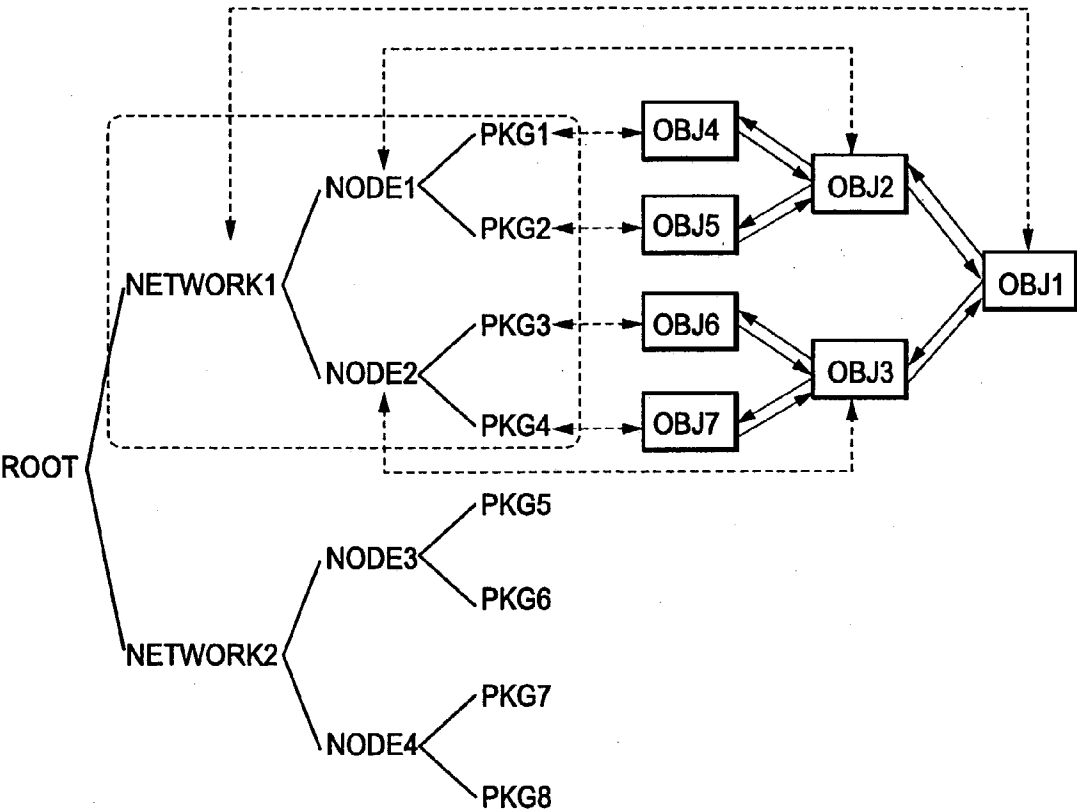 PKG1
OBJ4
NODE1
OBJ2
PKG2
OBJ5
NETWORK1
OBJ1
PKG3
OBJ6
NODE2
OBJ3
PKG4
OBJ7
ROOT
PKG5
NODE3
PKG6
NETWORK2
PKG7
NODE4
PKG8